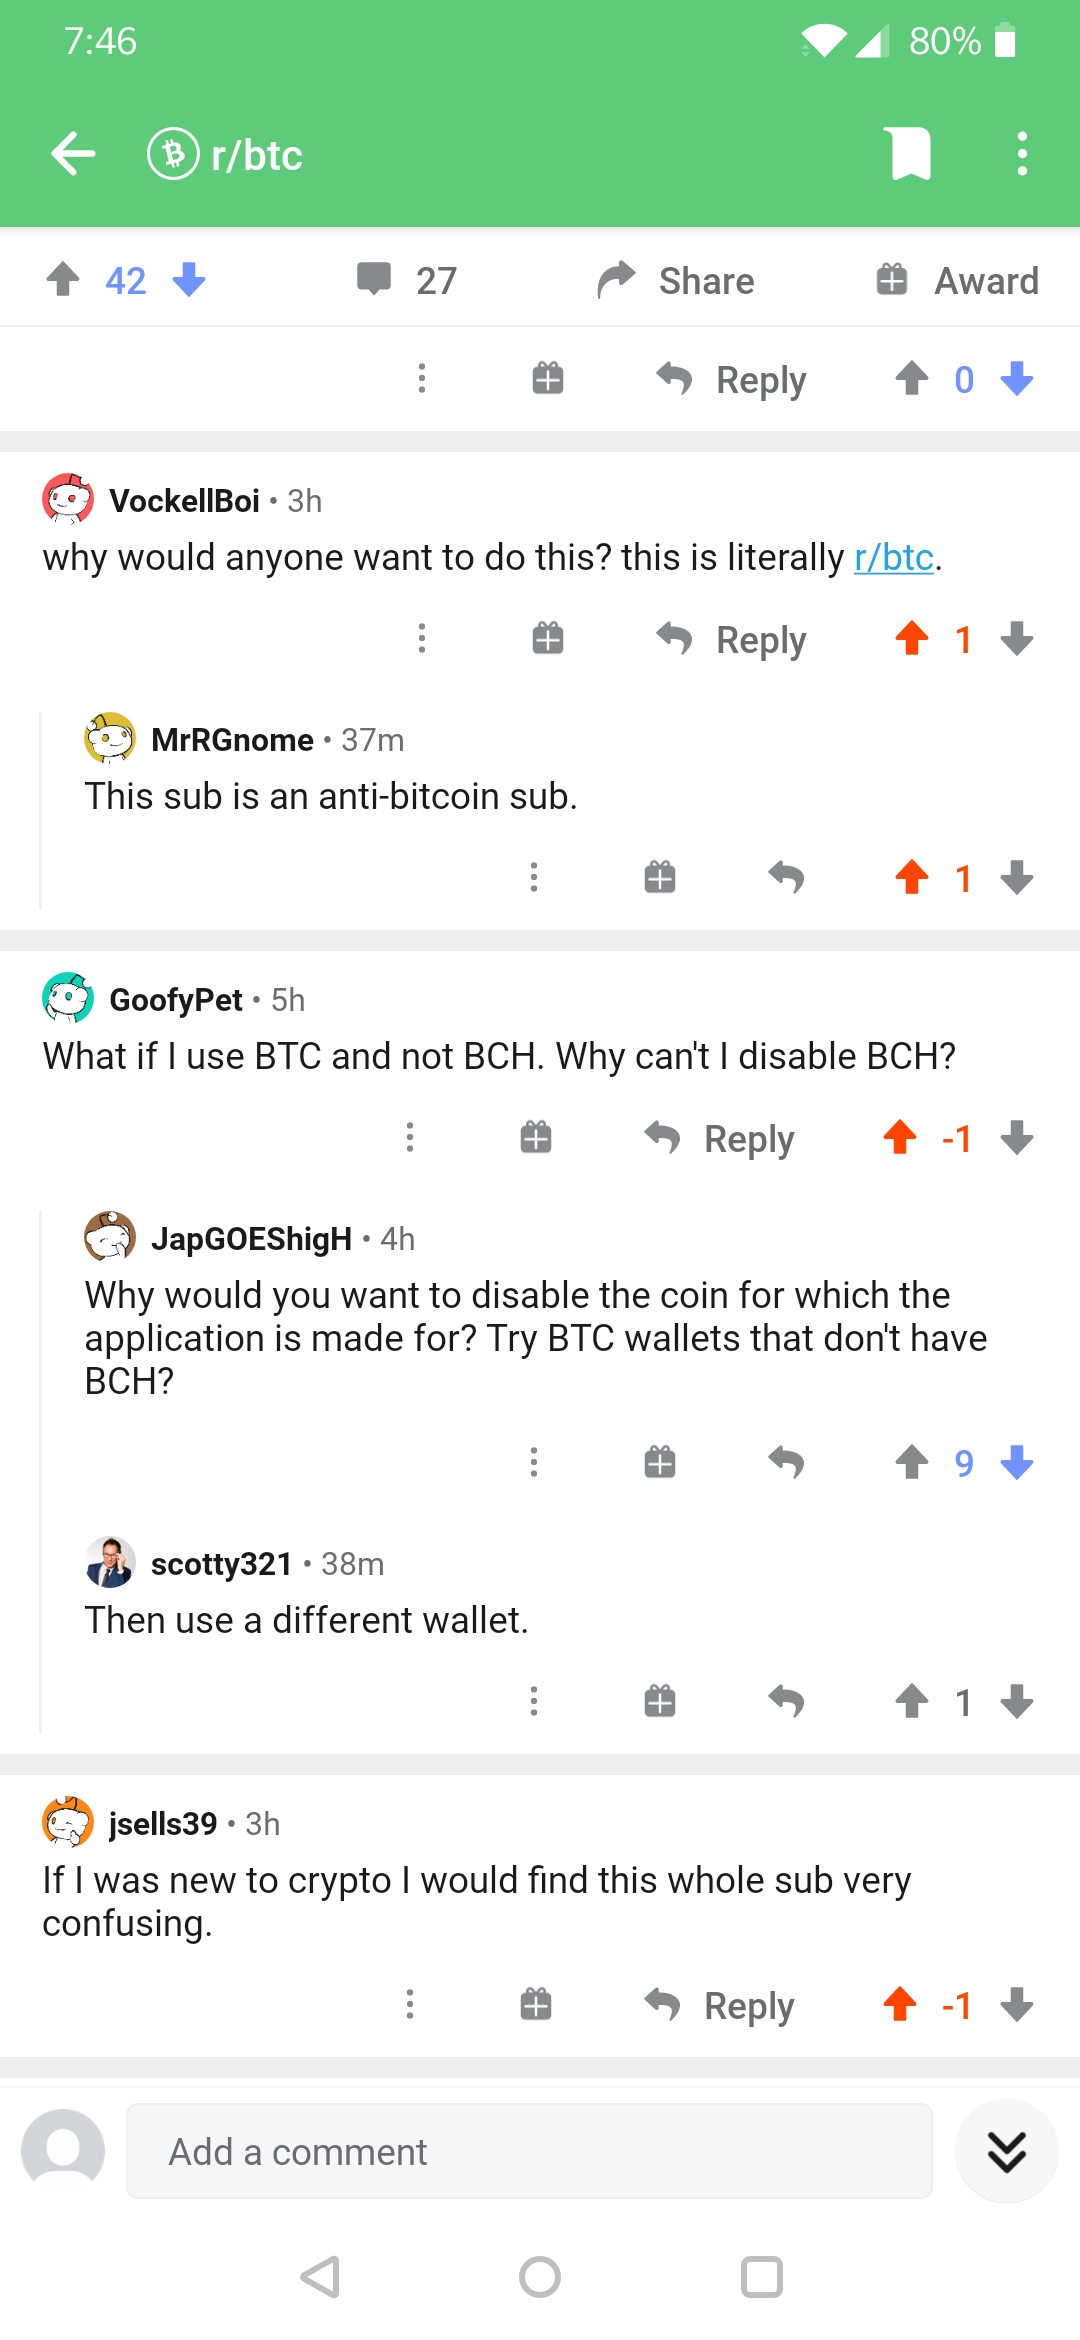 7:46
80%
r/btc
42
27
Share
Award
Reply
0
VockellBoi • 3h
why would anyone want to do this? this is literally r/btc.
Reply
1
MrRGnome • 37m
This sub is an anti-bitcoin sub.
1
GoofyPet • 5h
What if I use BTC and not BCH. Why can't I disable BCH?
Reply
-1
JapGOEShigH • 4h
Why would you want to disable the coin for which the
application is made for? Try BTC wallets that don't have
BCH?
9
scotty321 • 38m
Then use a different wallet.
1
jsells39 • 3h
If I was new to crypto I would find this whole sub very
confusing.
Reply
-1
Add a comment